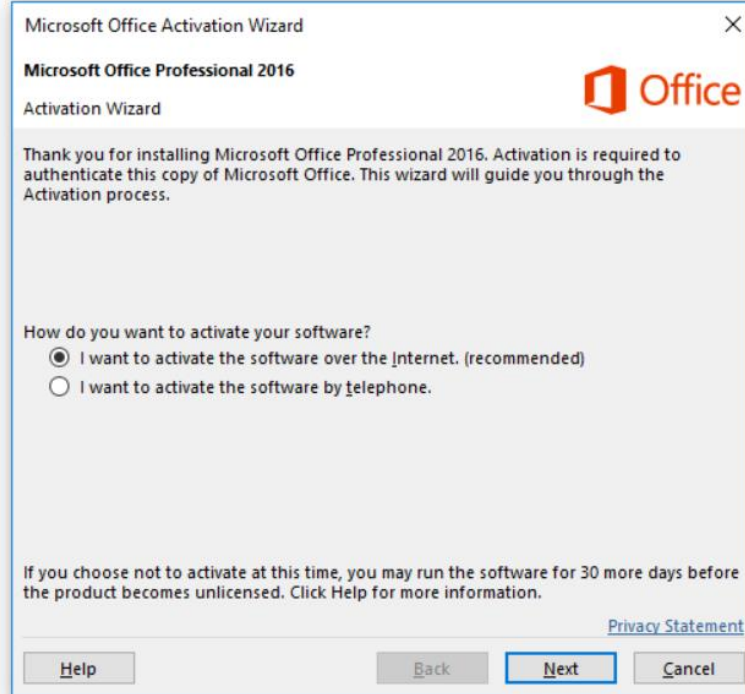 Microsoft Office Activation Wizard
Microsoft Office Professional 2016
Office
Activation Wizard
Thank you for installing Microsoft Office Professional 2016. Activation is required to
authenticate this copy of Microsoft Office. This wizard will guide you through the
Activation process.
How do you want to activate your software?
I want to activate the software over the Internet. (recommended)
I want to activate the software by telephone.
If you choose not to activate at this time, you may run the software for 30 more days before
the product becomes unlicensed. Click Help for more information.
Privacy Statement
Help Back Next Cancel